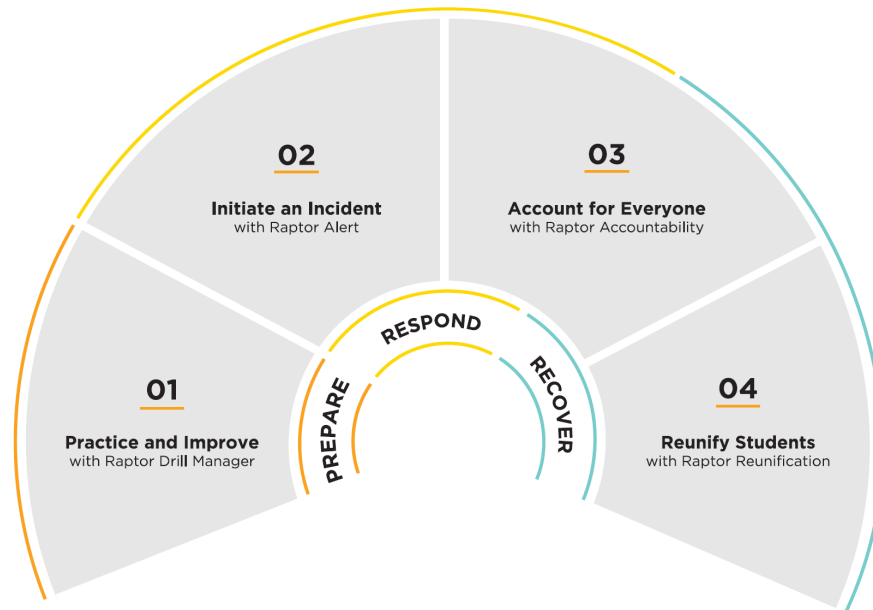 01
Practice and Improve
with Raptor Drill Manager
02
Initiate an Incident
with Raptor Alert
03
Account for Everyone
with Raptor Accountability
04
Reunify Students
with Raptor Reunification
PREPARE
RESPOND
RECOVER